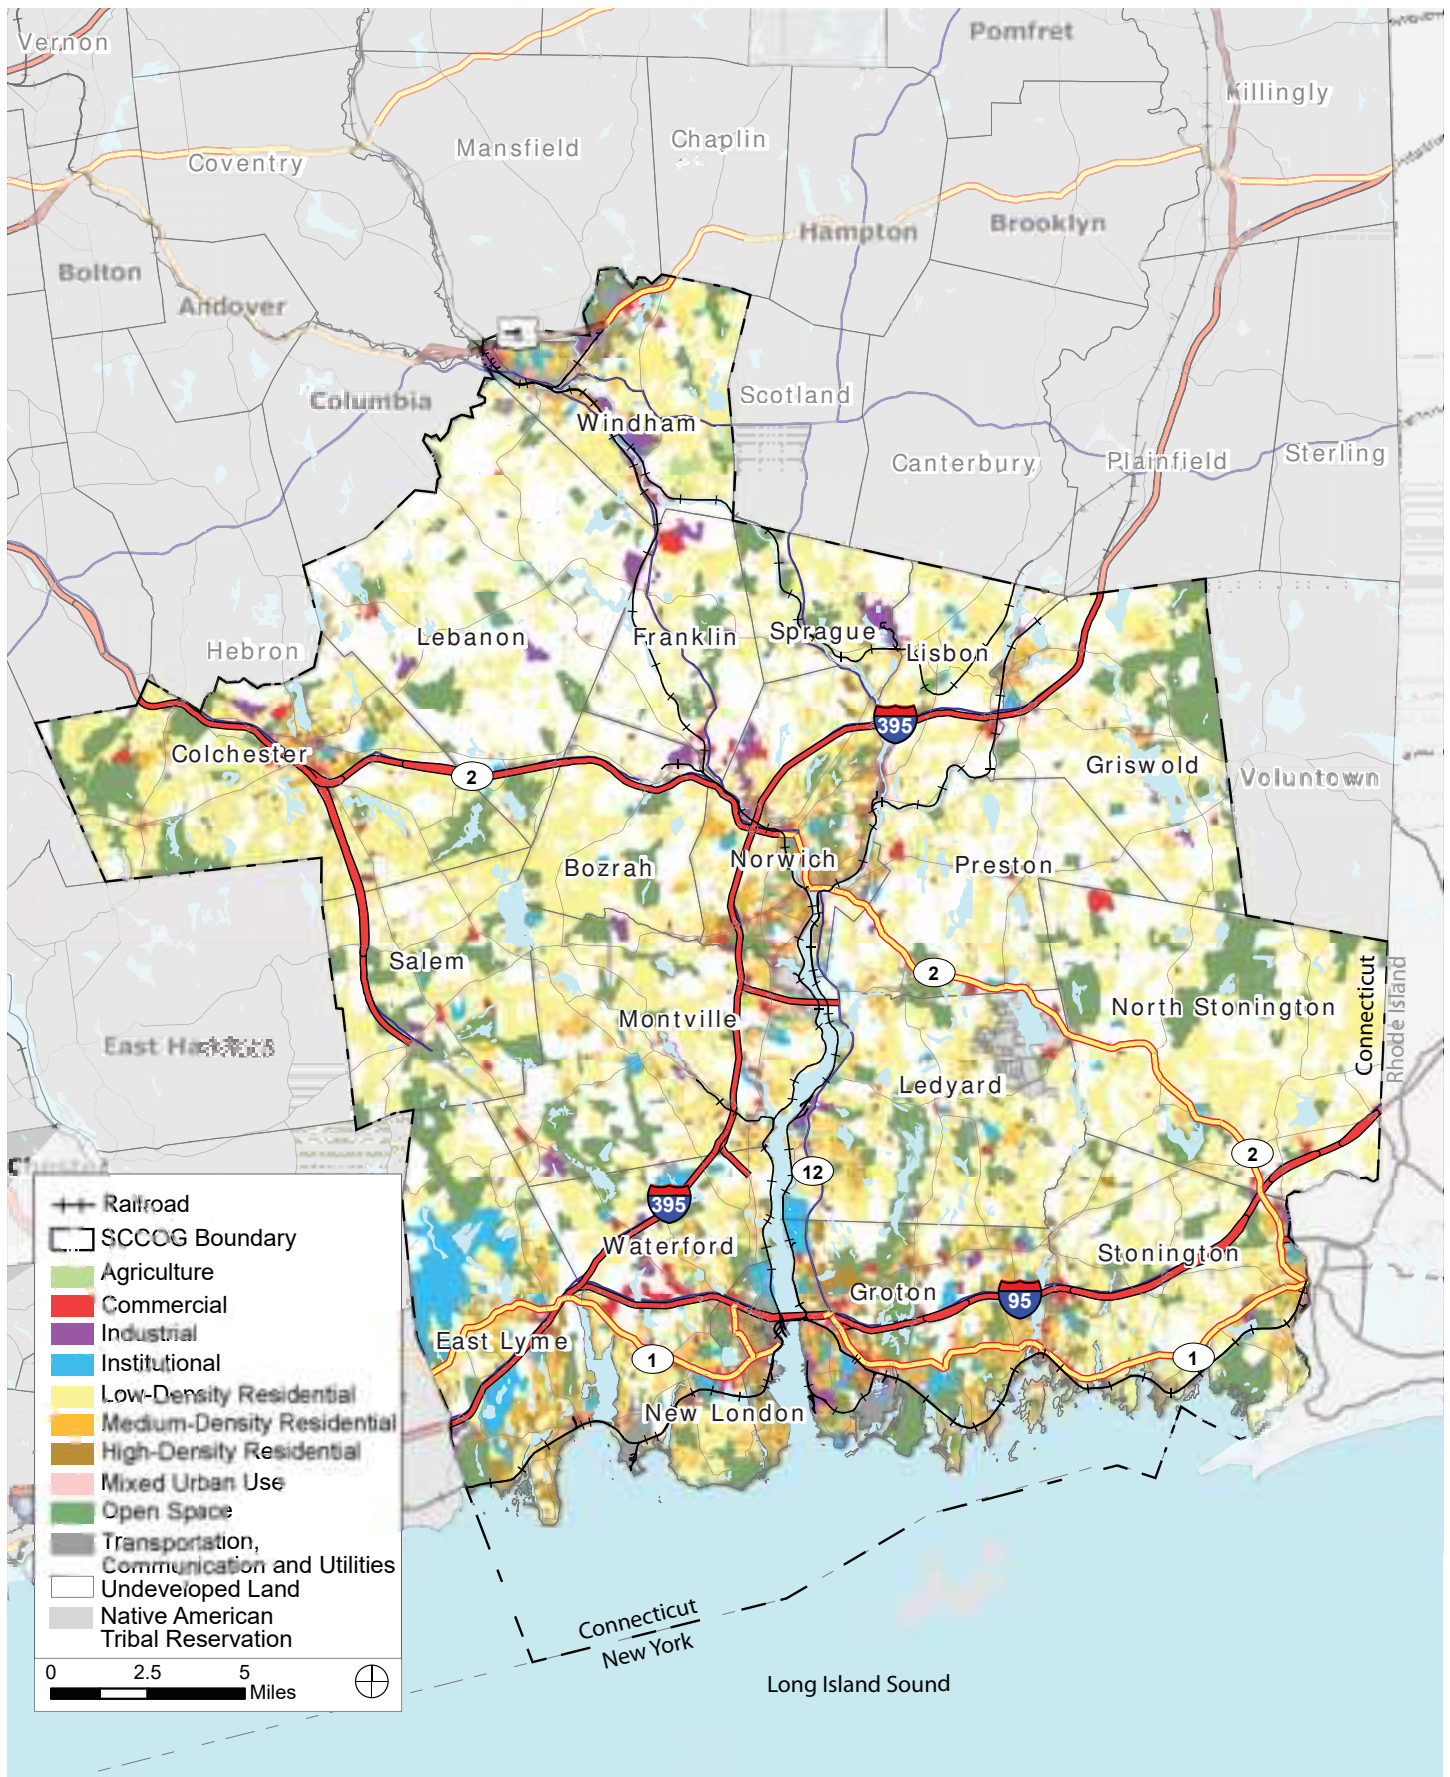 Vernon
Pomfret
Killingly
Coventry
Mansfield
Chaplin
Hampton
Brooklyn
Bolton
Andover
Columbia
Scotland
Windham
Canterbury
Plainfield
Sterling
Hebron
Lebanon
Franklin
Sprague
Lisbon
395
Colchester
2
Griswold
Voluntown
Bozrah
Norwich
Preston
Salem
2
North Stonington
Connecticut
Rhode Island
Montville
East
Ledyard
2
12
395
Waterford
Stonington
Groton
95
East Lyme
1
1
New London
Railroad
SCCOG Boundary
Agriculture
Commercial
Industrial
Institutional
Low-Density Residential
Medium-Density Residential
High-Density Residential
Mixed Urban Use
Open Space
Transportation,
Communication and Utilities
Undeveloped Land
Native American
Tribal Reservation
0 2.5 5
Miles
Connecticut
New York
Long Island Sound